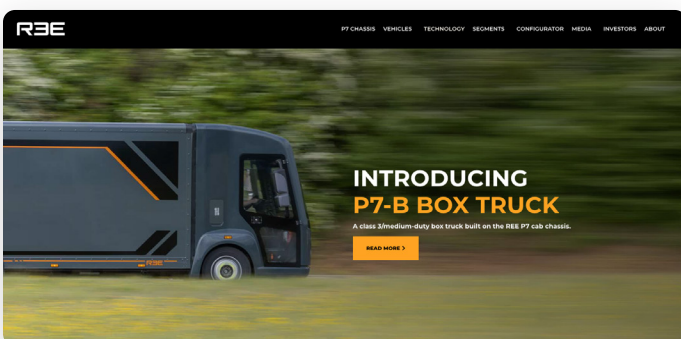 REE
P7 CHASSIS VEHICLES TECHNOLOGY SEGMENTS CONFIGURATOR MEDIA INVESTORS ABOUT
INTRODUCING
P7-B BOX TRUCK
A class 3/medium-duty box truck built on the REE P7 cab chassis.
READ MORE >
REE